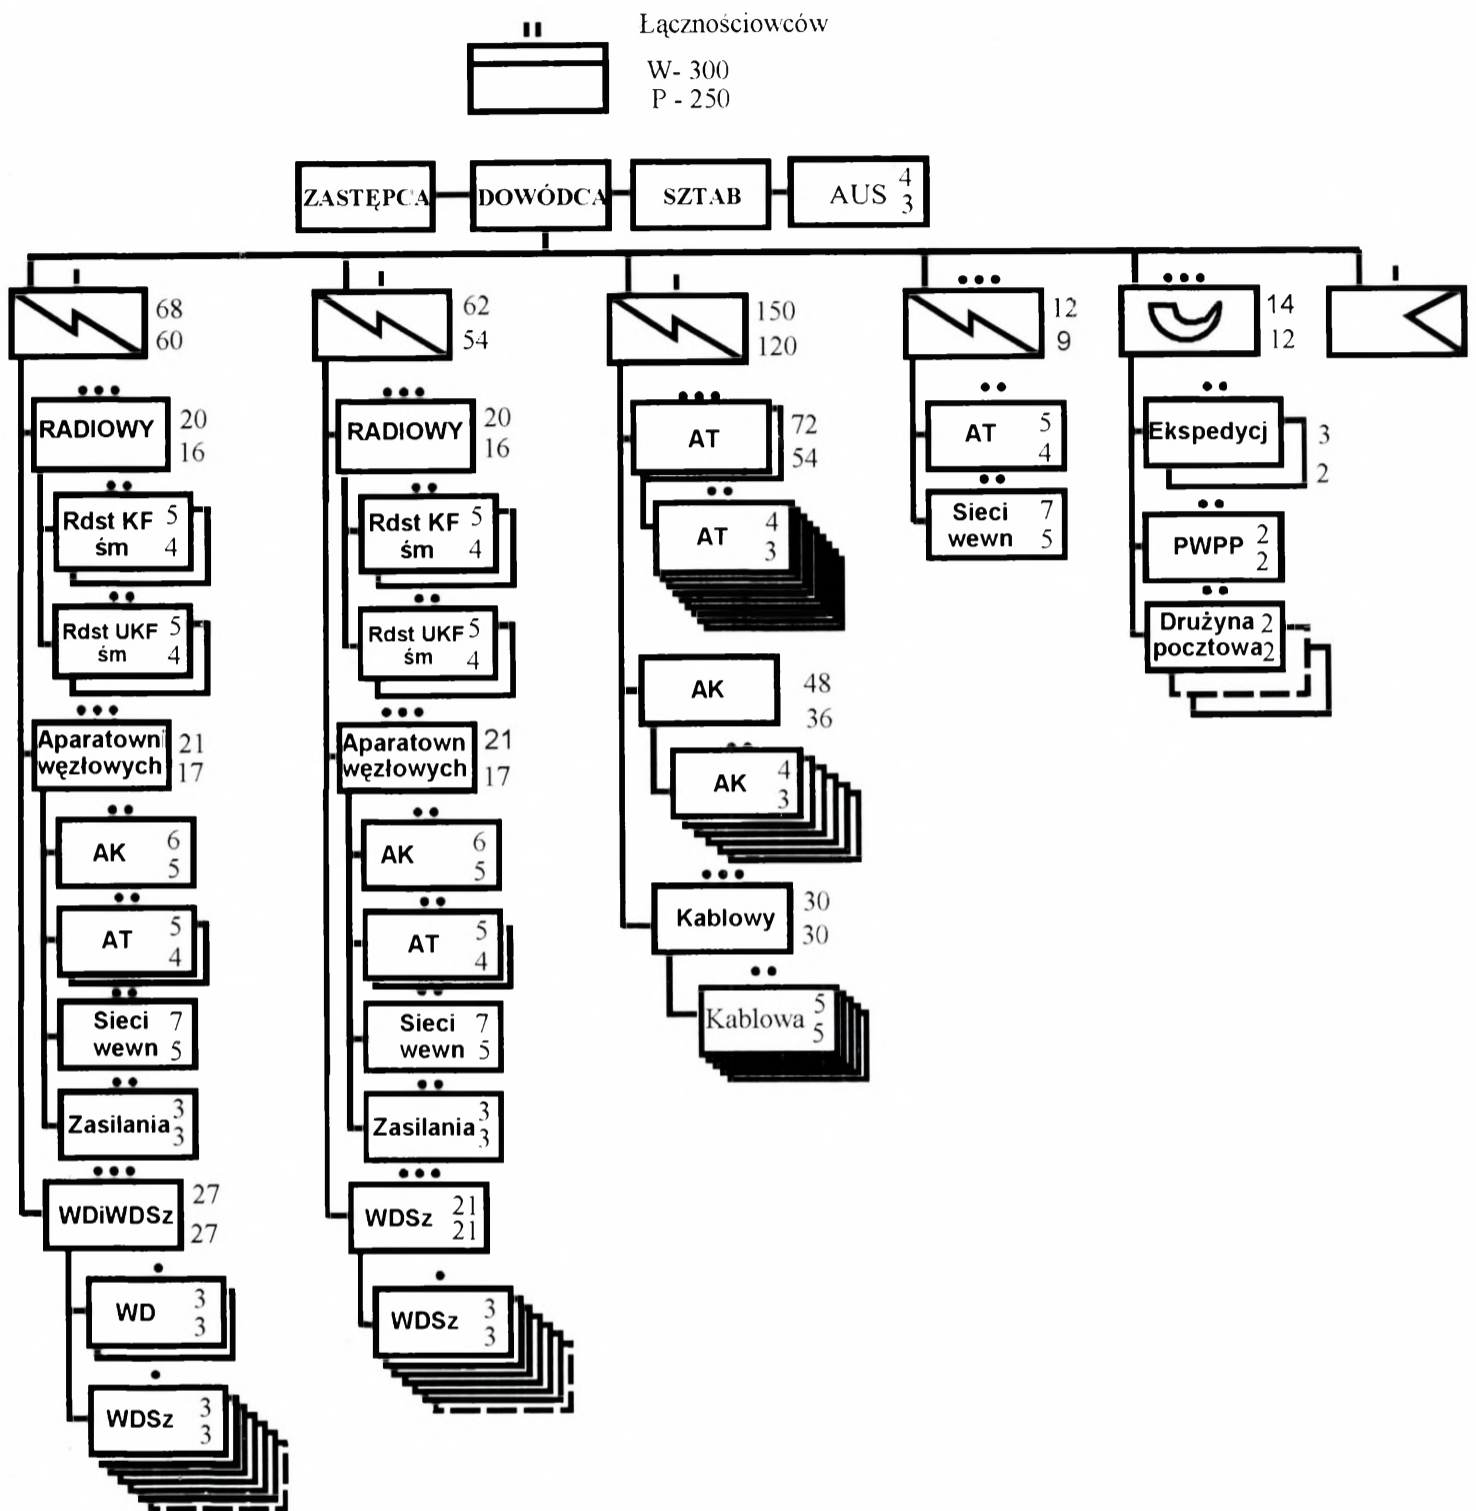 Łącznościowców
W- 300
P - 250
ZASTĘPCA
DOWÓDCA
SZTAB
AUS 4
3
68
60
62
54
150
120
12
9
14
12
RADIOWY 20
16
Rdst KF 5
śm 4
Rdst UKF 5
śm 4
Aparatowni 21
węzłowych 17
AK 6
5
AT 5
4
Sieci 7
wewn 5
Zasilania 3
3
WDiWDSz 27
27
WD 3
3
WDSz 3
3
RADIOWY 20
16
Rdst KF 5
śm 4
Rdst UKF 5
śm 4
Aparatown 21
węzłowych 17
AK 6
5
AT 5
4
Sieci 7
wewn 5
Zasilania 3
3
WDSz 21
21
WDSz 3
3
AT 72
54
AT 4
3
AK 48
36
AK 4
3
Kablowy 30
30
Kablowa 5
5
AT 5
4
Sieci 7
wewn 5
Ekspedycj 3
2
PWPP 2
2
Drużyna 2
pocztowa 2